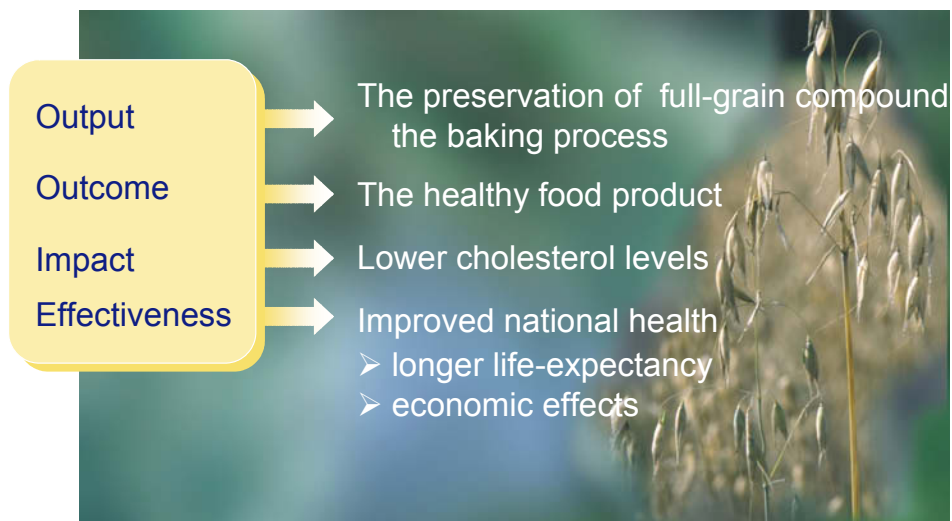 Output
The preservation of full-grain compound
the baking process
Outcome
The healthy food product
Impact
Lower cholesterol levels
Effectiveness
Improved national health
➢ longer life-expectancy
➢ economic effects